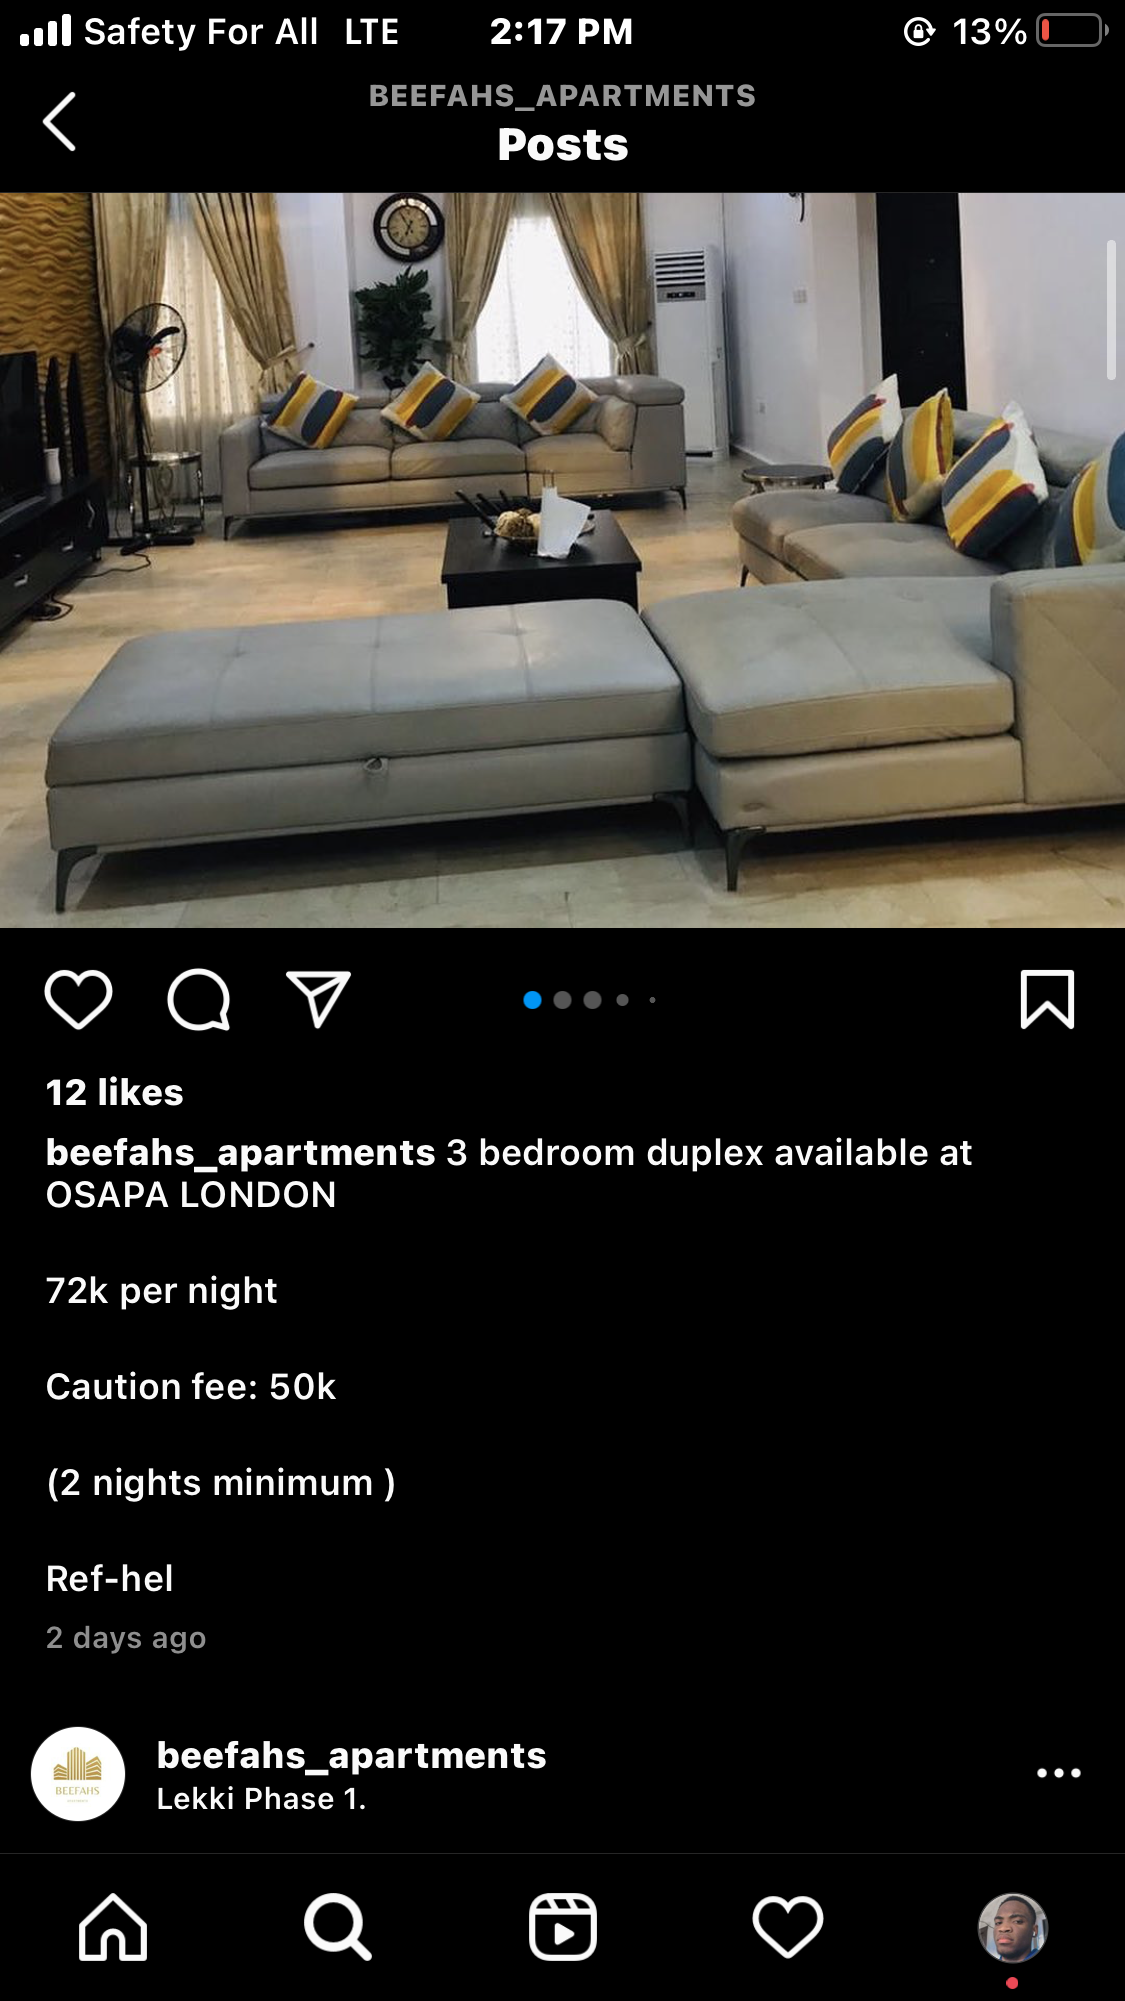 Safety For All LTE 2:17 PM 13%
BEEFAHS_APARTMENTS
Posts
12 likes
beefahs_apartments 3 bedroom duplex available at
OSAPA LONDON
72k per night
Caution fee: 50k
(2 nights minimum )
Ref-hel
2 days ago
BEEFAHS
beefahs_apartments
Lekki Phase 1.